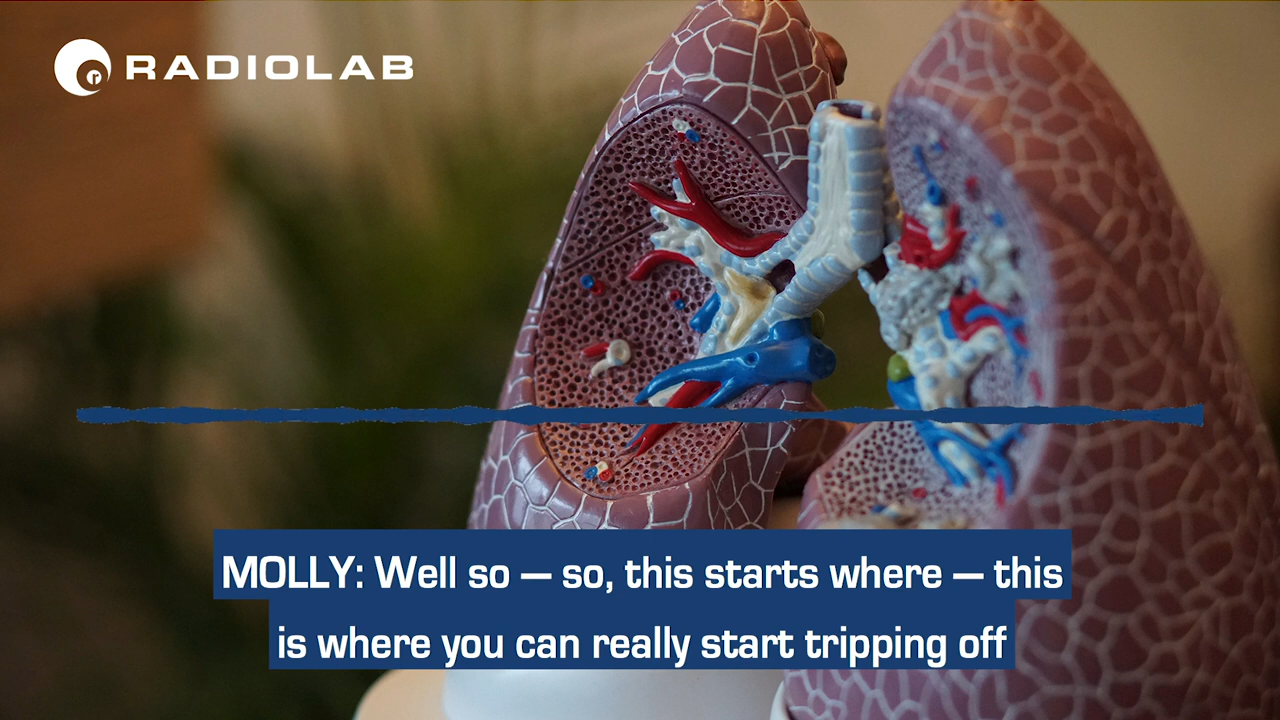 RADIOLAB
MOLLY: Well so — so, this starts where — this
is where you can really start tripping off